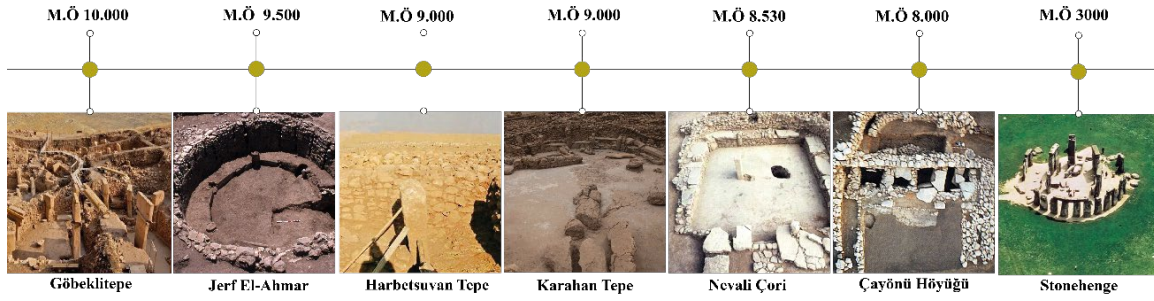 M.Ö 10.000
M.Ö 9.500
M.Ö 9.000
M.Ö 9.000
M.Ö 8.530
M.Ö 8.000
M.Ö 3000
Göbeklitepe
Jerf El-Ahmar
Harbetsuvan Tepe
Karahan Tepe
Nevali Çori
Çayönü Höyüğü
Stonehenge